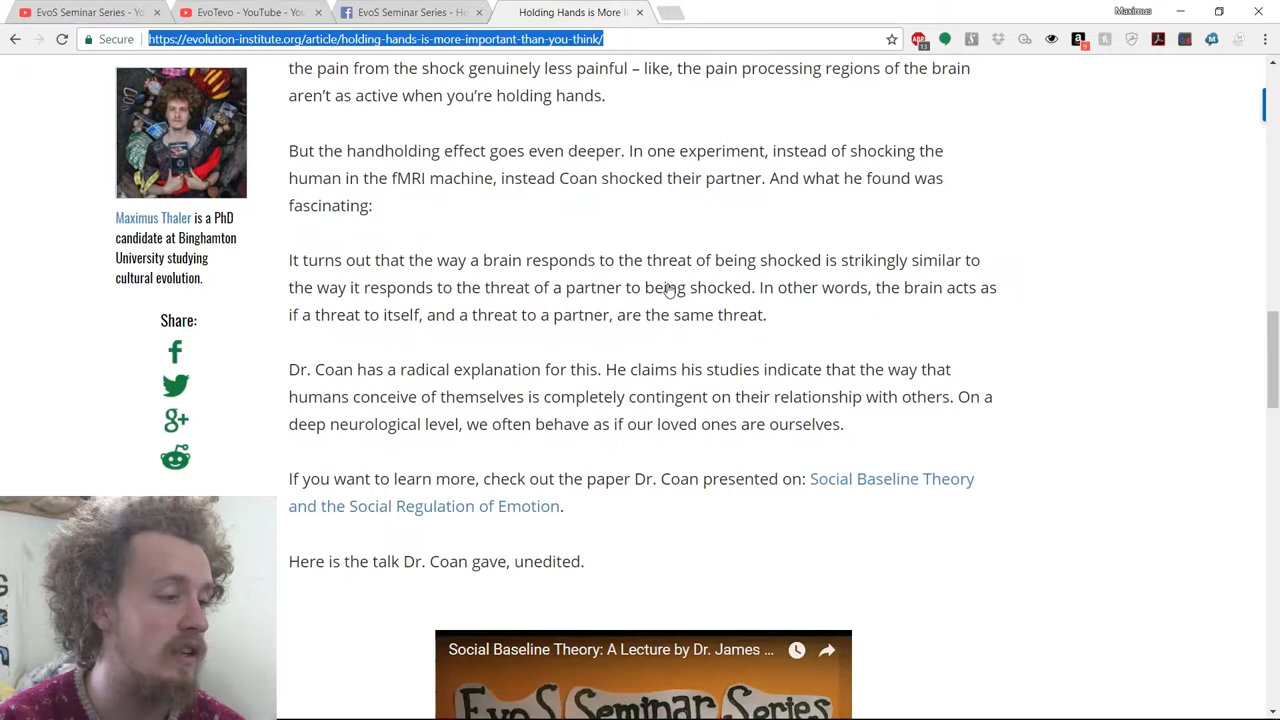 EvoS Seminar Series - Yo
EvoTevo - YouTube - Yo
EvoS Seminar Series - Ho
Holding Hands is More In
Maximus
Secure
https://evolution-institute.org/article/holding-hands-is-more-important-than-you-think/
13
9
the pain from the shock genuinely less painful – like, the pain processing regions of the brain
aren't as active when you're holding hands.
But the handholding effect goes even deeper. In one experiment, instead of shocking the
human in the fMRI machine, instead Coan shocked their partner. And what he found was
fascinating:
Maximus Thaler is a PhD
candidate at Binghamton
University studying
cultural evolution.
It turns out that the way a brain responds to the threat of being shocked is strikingly similar to
the way it responds to the threat of a partner to being shocked. In other words, the brain acts as
if a threat to itself, and a threat to a partner, are the same threat.
Share:
Dr. Coan has a radical explanation for this. He claims his studies indicate that the way that
humans conceive of themselves is completely contingent on their relationship with others. On a
deep neurological level, we often behave as if our loved ones are ourselves.
If you want to learn more, check out the paper Dr. Coan presented on: Social Baseline Theory
and the Social Regulation of Emotion.
Here is the talk Dr. Coan gave, unedited.
Social Baseline Theory: A Lecture by Dr. James ...
EvoS Seminar Series